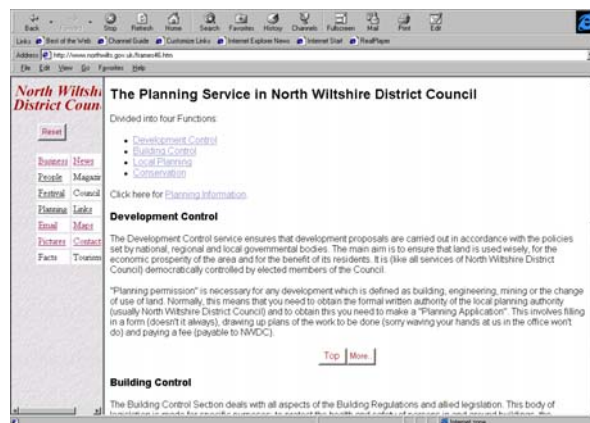 Back
Stop
Refresh
Home
Search
Favorites
History
Channels
Fullscreen
Mail
Print
Edit
Links Best of the Web Channel Guide Customize Links Internet Explorer News Internet Start RealPlayer
Address http://www.northwilts.gov.uk/frames46.htm
File Edit View Go Favorites Help
North Wiltshi
District Coun
Reset
Business News
People Magazin
Festival Council
Planning Links
Email Maps
Pictures Contact
Facts Tourism
The Planning Service in North Wiltshire District Council
Divided into four Functions:
Development Control
Building Control
Local Planning
Conservation
Click here for Planning Information.
Development Control
The Development Control service ensures that development proposals are carried out in accordance with the policies
set by national, regional and local governmental bodies. The main aim is to ensure that land is used wisely, for the
economic prosperity of the area and for the benefit of its residents. It is (like all services of North Wiltshire District
Council) democratically controlled by elected members of the Council.
"Planning permission" is necessary for any development which is defined as building, engineering, mining or the change
of use of land. Normally, this means that you need to obtain the formal written authority of the local planning authority
(usually North Wiltshire District Council) and to obtain this you need to make a "Planning Application". This involves filling
in a form (doesn't it always), drawing up plans of the work to be done (sorry waving your hands at us in the office won't
do) and paying a fee (payable to NWDC).
Top More..
Building Control
The Building Control Section deals with all aspects of the Building Regulations and allied legislation. This body of
Internet zone